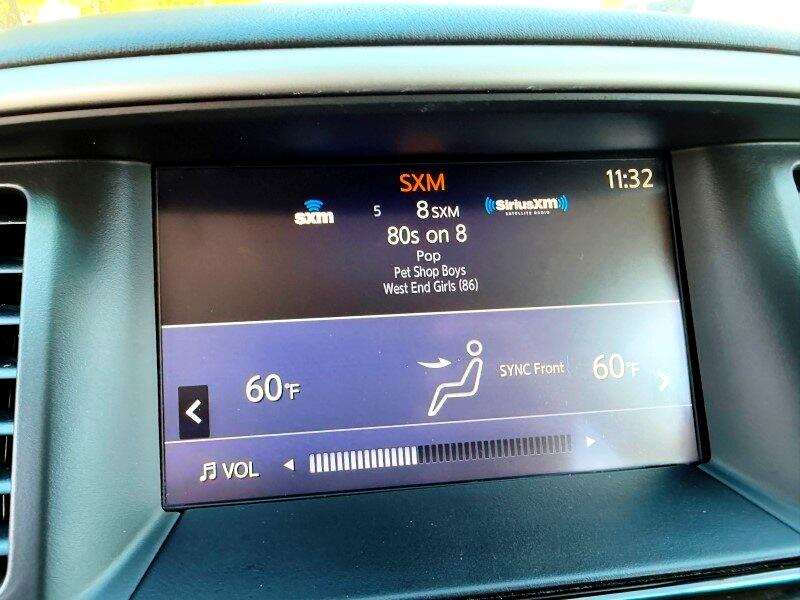 SXM
11:32
sxm
5
8 SXM
SiriusXM
SATELLITE RADIO
80s on 8
Pop
Pet Shop Boys
West End Girls (86)
60°F
SYNC Front
60°F
VOL